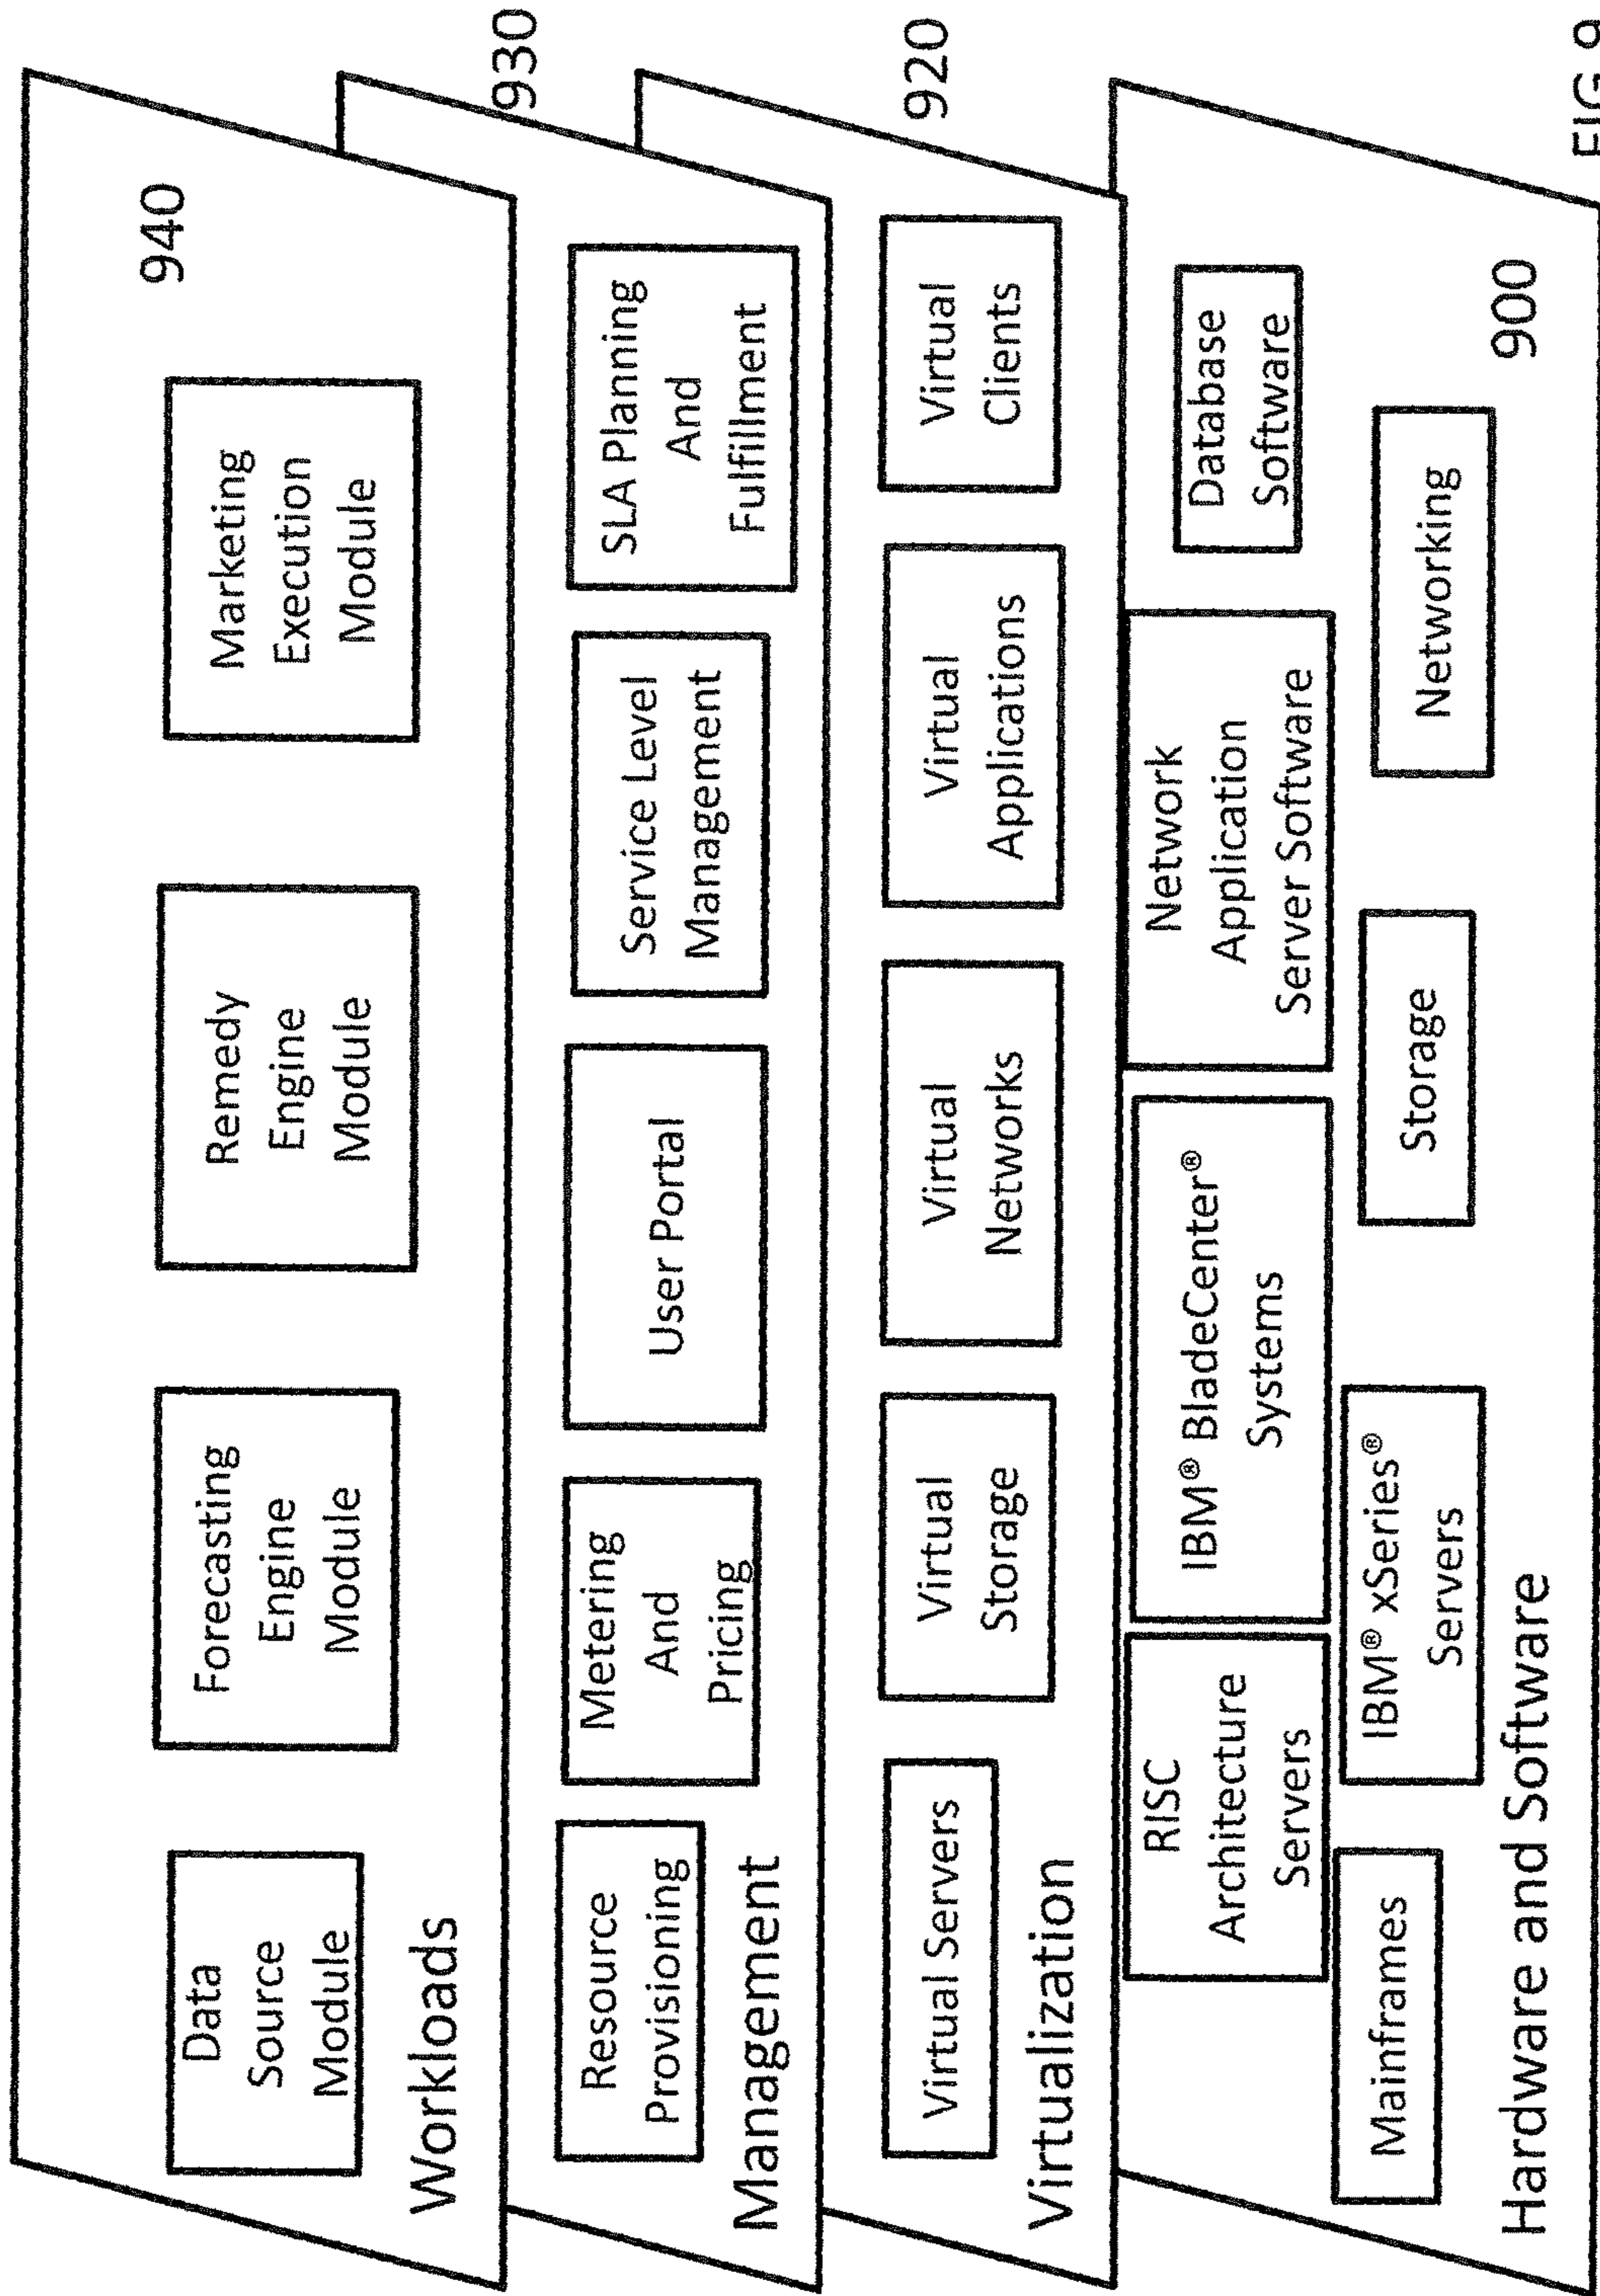 940
Data
Source
Module
Forecasting
Engine
Module
Remedy
Engine
Module
Marketing
Execution
Module
Workloads
930
Resource
Provisioning
Metering
And
Pricing
User Portal
Service Level
Management
SLA Planning
And
Fulfillment
Management
920
Virtual Servers
Virtual
Storage
Virtual
Networks
Virtual
Applications
Virtual
Clients
Virtualization
RISC
Architecture
Servers
IBM® BladeCenter®
Systems
Network
Application
Server Software
Database
Software
Mainframes
IBM® xSeries®
Servers
Storage
Networking
900
Hardware and Software
FIG 9